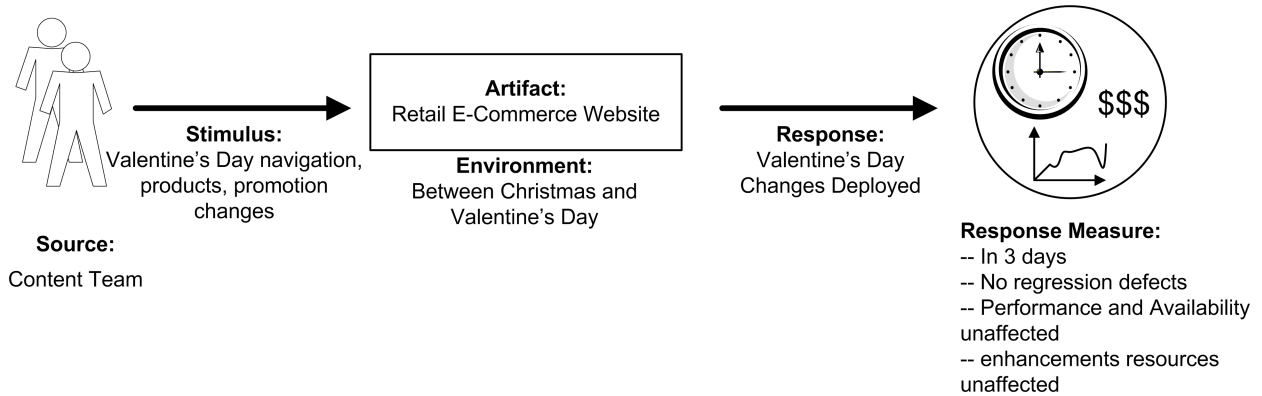 Artifact:
Retail E-Commerce Website
$$$
Stimulus:
Valentine’s Day navigation,
products, promotion
changes
Environment:
Between Christmas and
Valentine’s Day
Response:
Valentine’s Day
Changes Deployed
Source:
Content Team
Response Measure:
-- In 3 days
-- No regression defects
-- Performance and Availability
unaffected
-- enhancements resources
unaffected